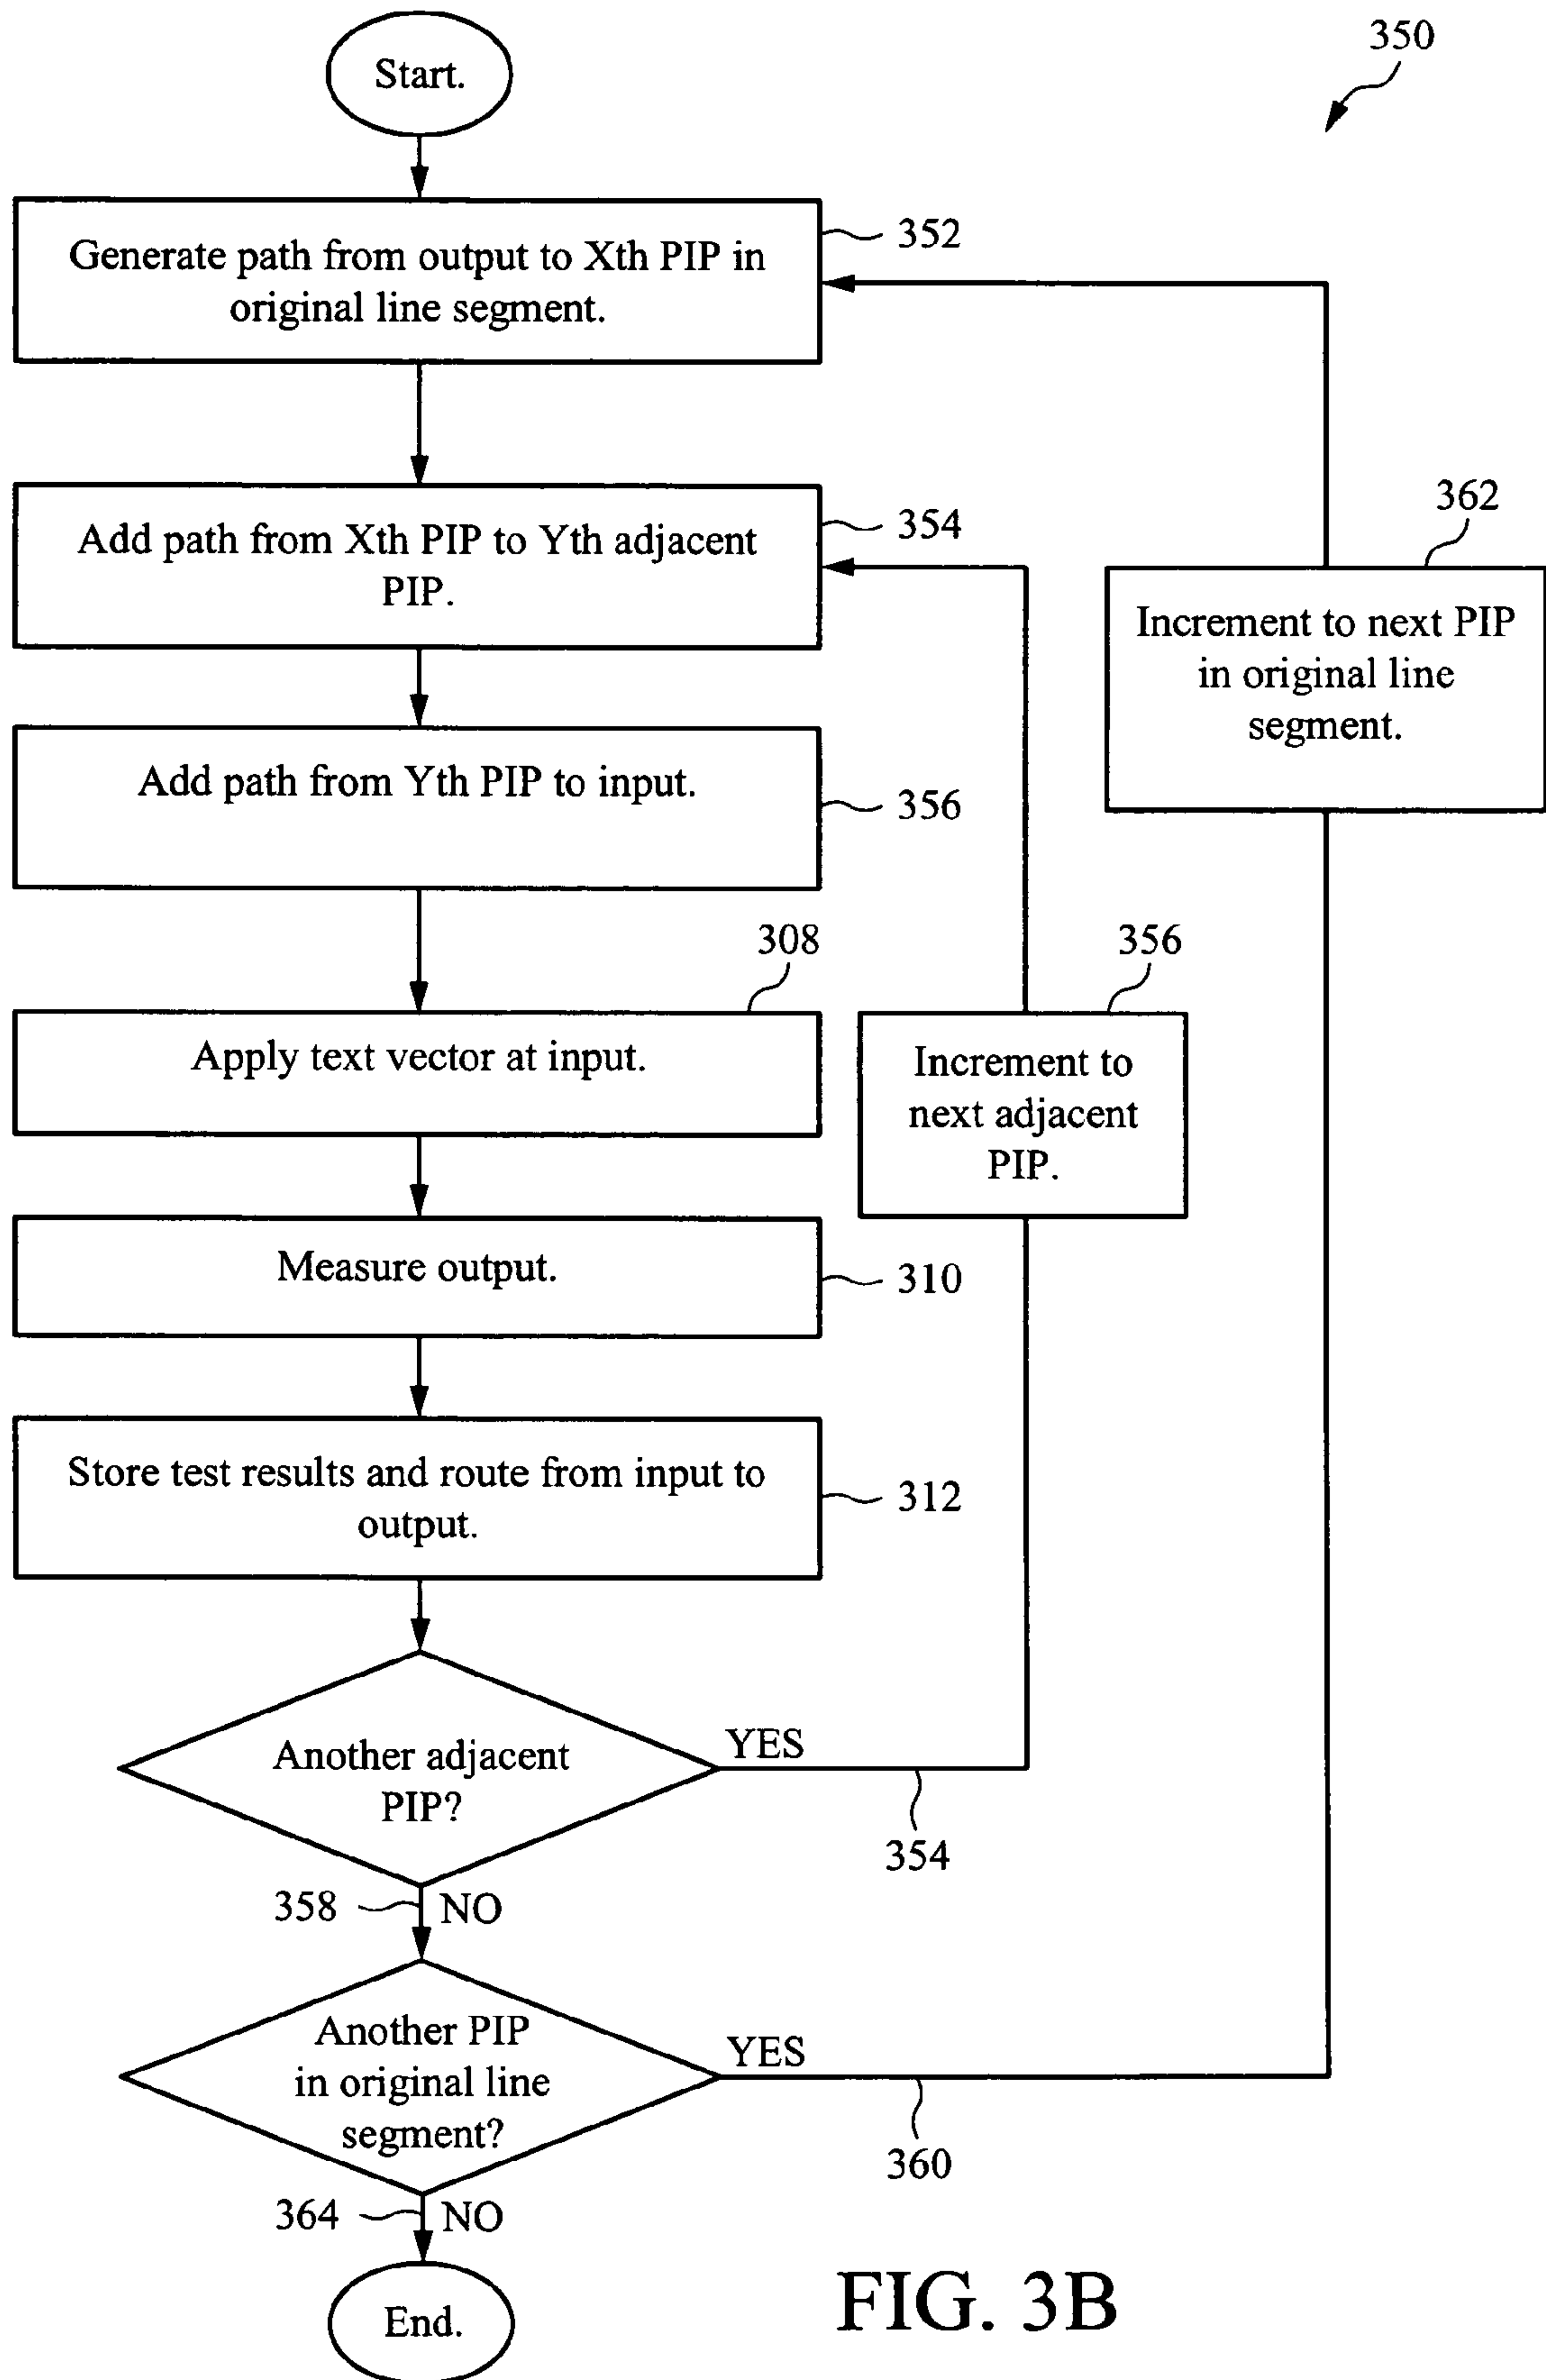 350
Start.
Generate path from output to Xth PIP in
original line segment.
352
Add path from Xth PIP to Yth adjacent
PIP.
354
362
Increment to next PIP
in original line
segment.
Add path from Yth PIP to input.
356
308
Apply text vector at input.
356
Increment to
next adjacent
PIP.
Measure output.
310
Store test results and route from input to
output.
312
Another adjacent
PIP?
YES
354
358
NO
Another PIP
in original line
segment?
YES
360
364
NO
End.
FIG. 3B